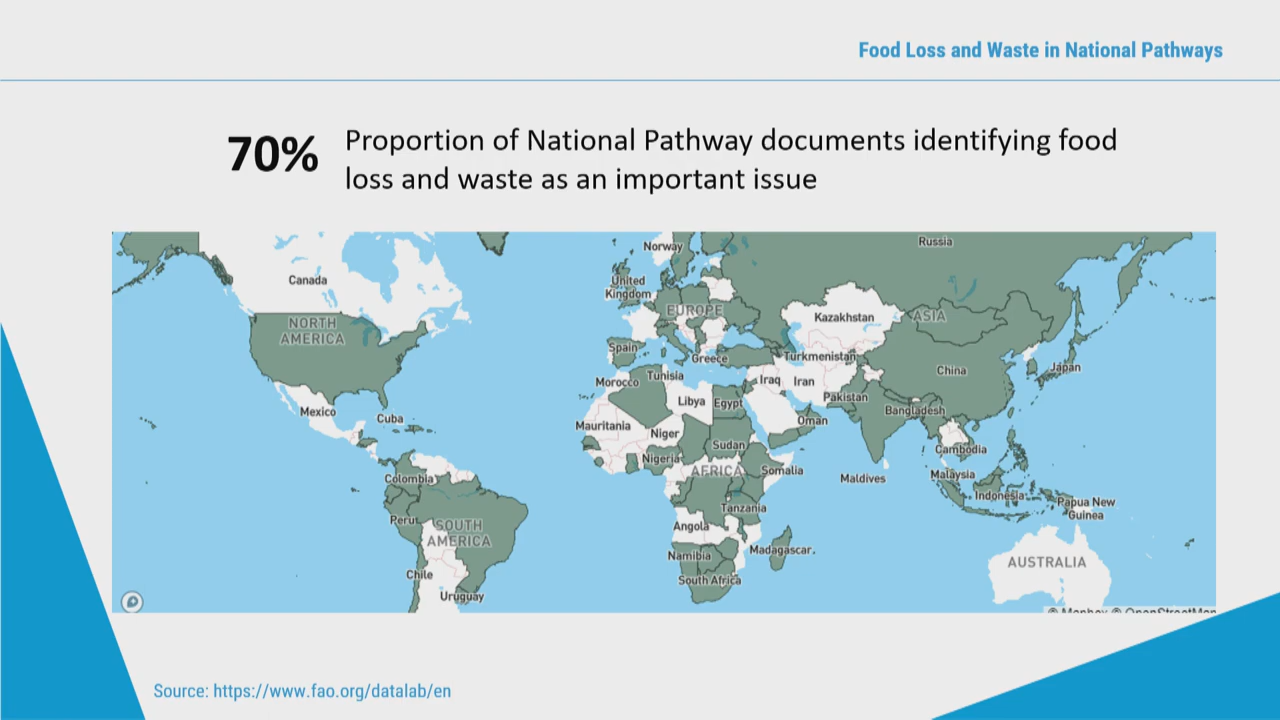 Food Loss and Waste in National Pathways
70%
Proportion of National Pathway documents identifying food
loss and waste as an important issue
Norway
Russia
Canada
United
Kingdom
EUROPE
Kazakhstan
ASIA
NORTH
AMERICA
Spain
Greece
Turkmenistan
China
Japan
Morocco
Tunisia
Iraq
Iran
Pakistan
Mexico
Cuba
Libya
Egypt
Bangladesh
Oman
Mauritania
Niger
Sudan
Cambodia
Nigeria
AFRICA
Somalia
Maldives
Malaysia
Colombia
Indonesia
Papua New
Guinea
Tanzania
Peru
SOUTH
AMERICA
Angola
Madagascar
Namibia
AUSTRALIA
Chile
South Africa
Uruguay
© Mapbox © OpenStreetMap
Source: https://www.fao.org/datalab/en